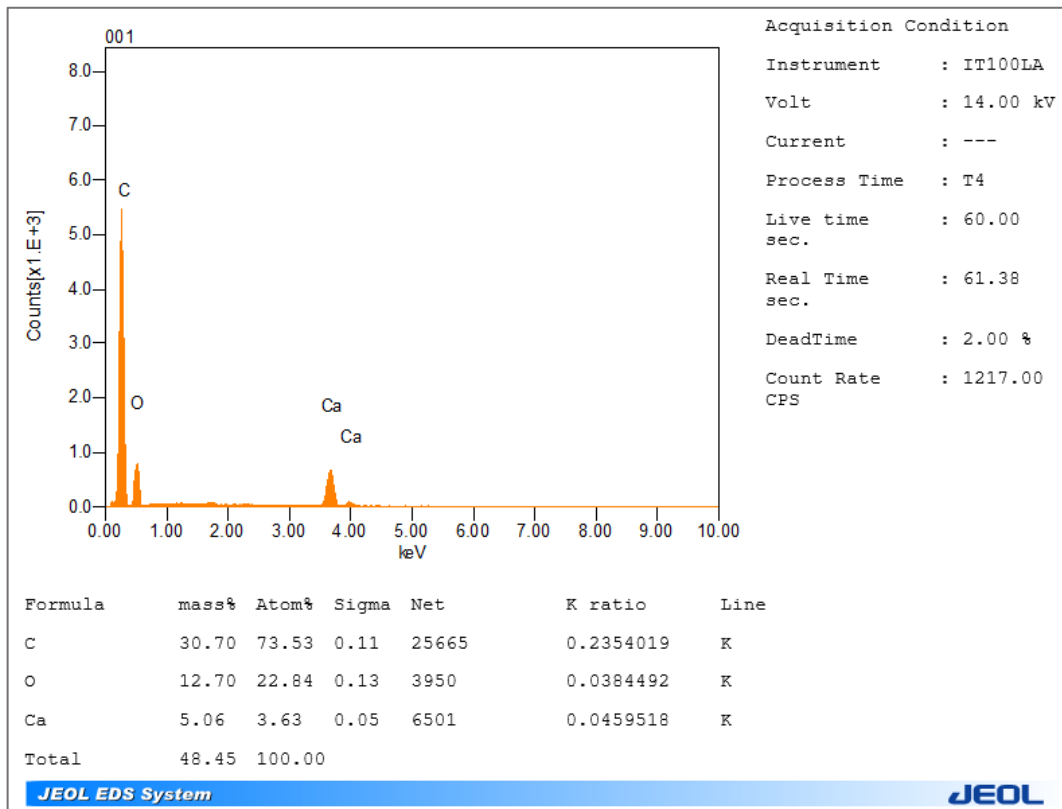 001
8.0
7.0
6.0
5.0
4.0
3.0
2.0
1.0
0.0
Counts[x1.E+3]
C
O
Ca
Ca
0.00 1.00 2.00 3.00 4.00 5.00 6.00 7.00 8.00 9.00 10.00
keV
Acquisition Condition
Instrument : IT100LA
Volt : 14.00 kV
Current : ---
Process Time : T4
Live time : 60.00
sec.
Real Time : 61.38
sec.
DeadTime : 2.00 %
Count Rate : 1217.00
CPS
Formula mass% Atom% Sigma Net K ratio Line
C 30.70 73.53 0.11 25665 0.2354019 K
O 12.70 22.84 0.13 3950 0.0384492 K
Ca 5.06 3.63 0.05 6501 0.0459518 K
Total 48.45 100.00
JEOL EDS System
JEOL